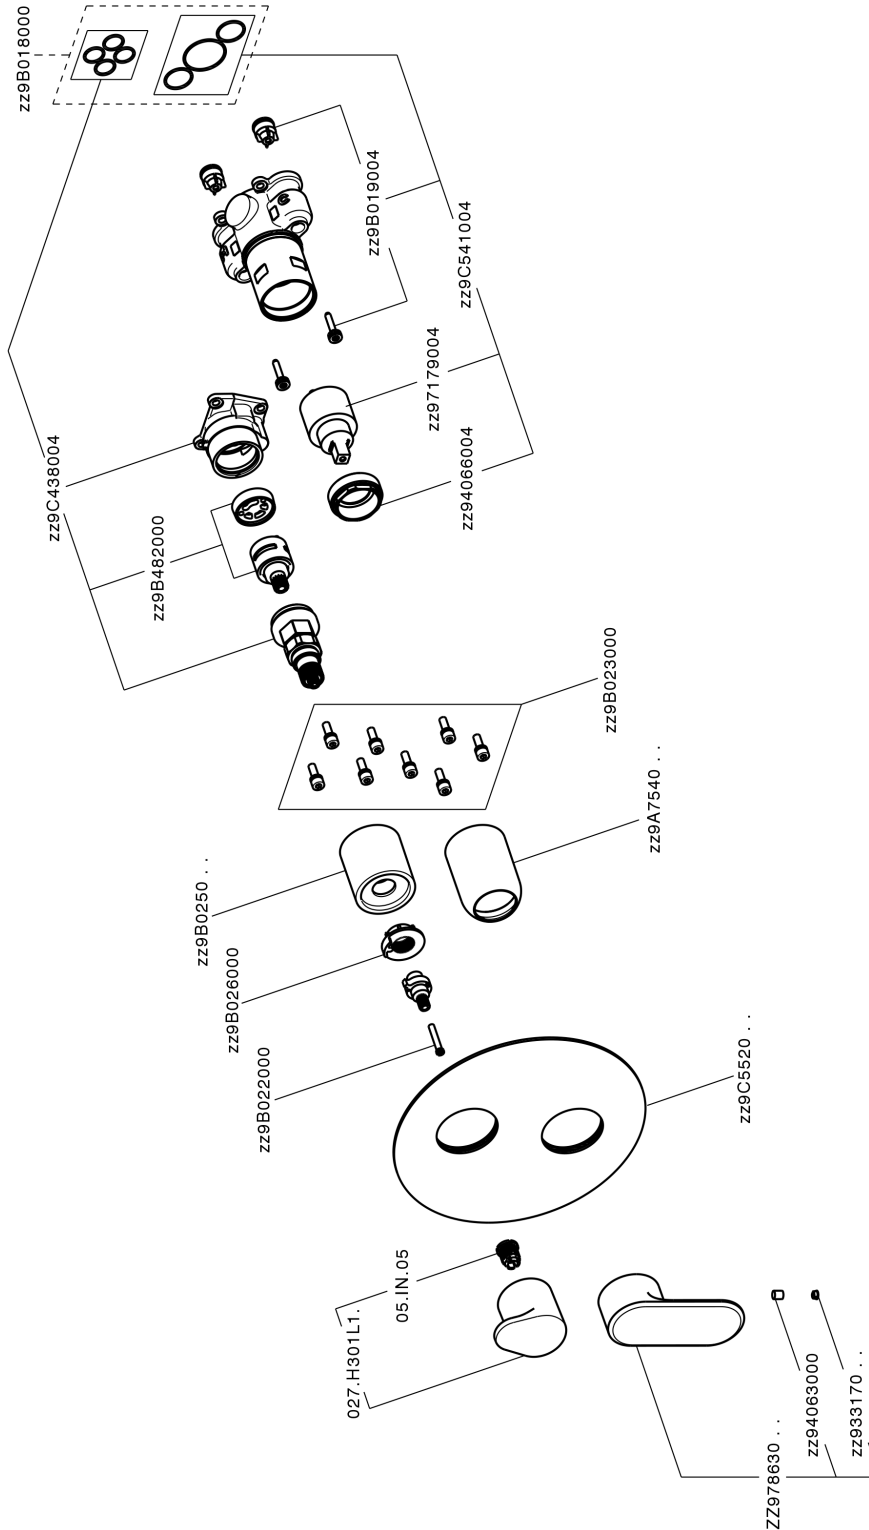 zz9B018000
zz9B019004
zz9C541004
zz97179004
zz94066004
zz9C438004
zz9B482000
zz9B023000
zz9A7540 . .
zz9B0250 . .
zz9B026000
zz9B022000
zz9C5520 . .
05.IN.05
027.H301L1.
zz94063000
zz933170 . .
ZZ978630 . .